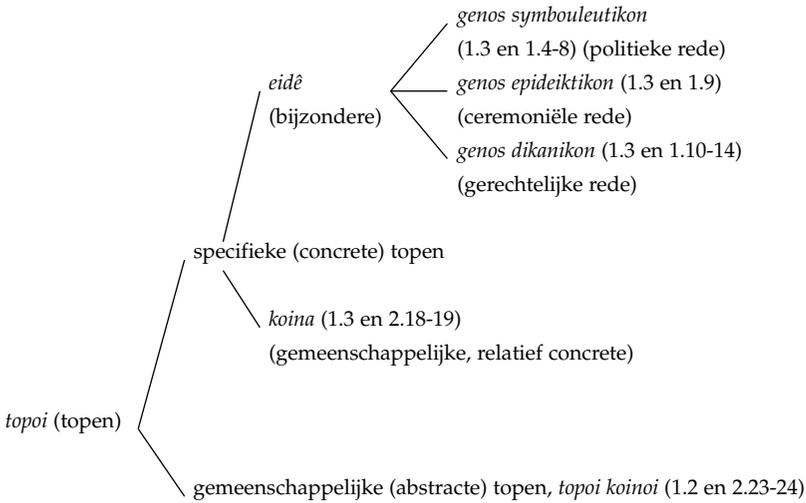 genos symbouleutikon
(1.3 en 1.4-8) (politieke rede)
eidê
(bijzondere)
genos epideiktikon (1.3 en 1.9)
(ceremoniële rede)
genos dikanikon (1.3 en 1.10-14)
(gerechtelijke rede)
specifieke (concrete) topen
koina (1.3 en 2.18-19)
(gemeenschappelijke, relatief concrete)
topoi (topen)
gemeenschappelijke (abstracte) topen, topoi koinoi (1.2 en 2.23-24)